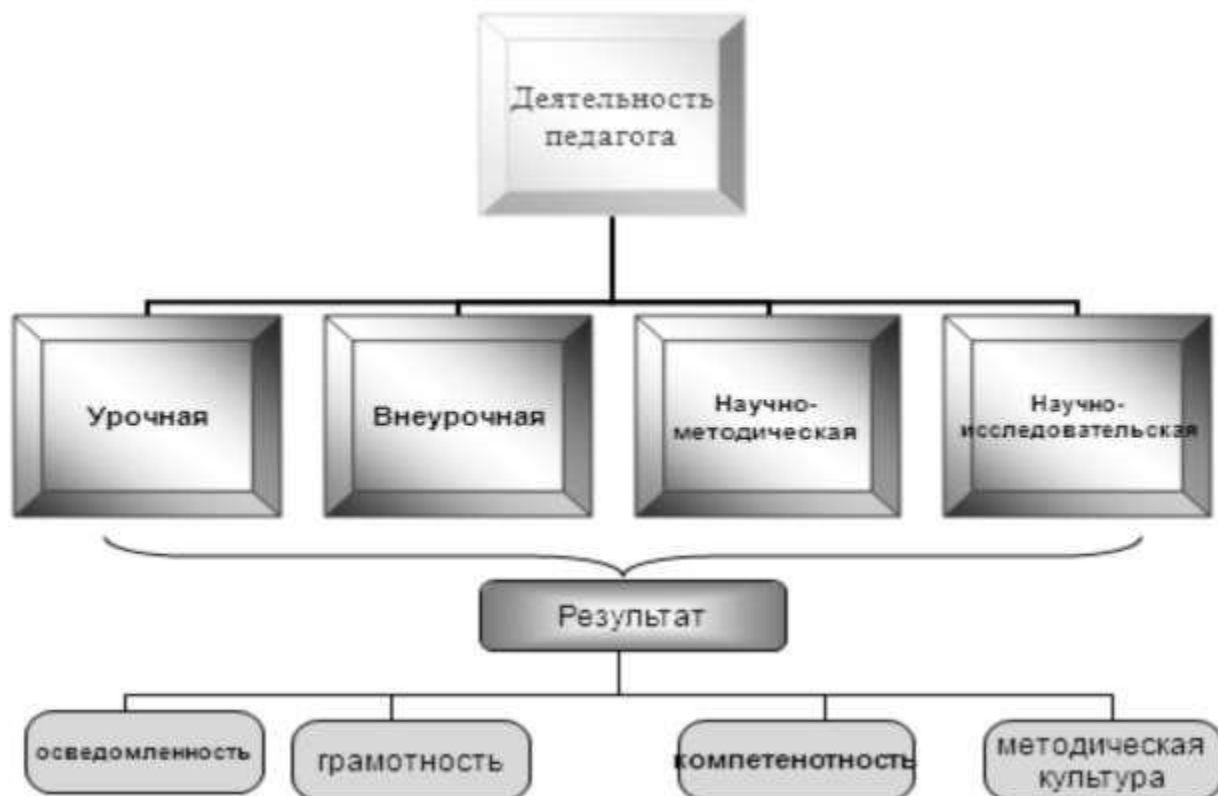 Деятельность
педагога
Урочная
Внеурочная
Научно-
методическая
Научно-
исследовательская
Результат
осведомленность
грамотность
компетенотность
методическая
культура